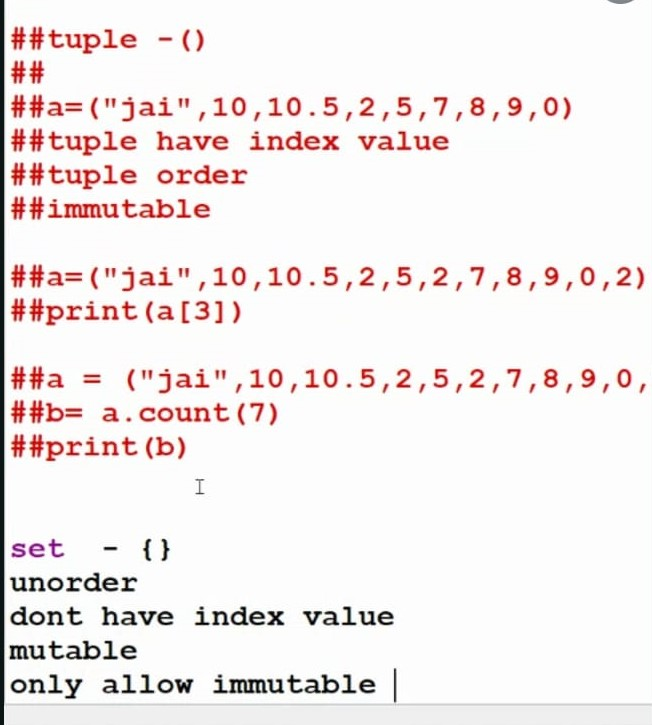 ##tuple -()
##
##a=("jai",10,10.5,2,5,7,8,9,0)
##tuple have index value
##tuple order
##immutable
##a=("jai",10,10.5,2,5,2,7,8,9,0,2)
##print(a[3])
##a = ("jai",10,10.5,2,5,2,7,8,9,0,
##b= a.count(7)
##print(b)
set  - {}
unorder
dont have index value
mutable
only allow immutable